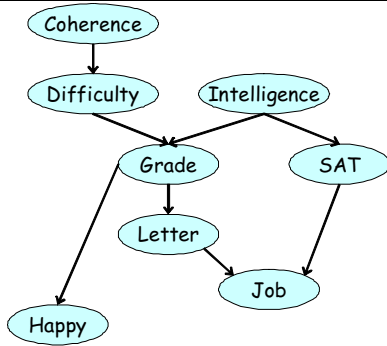 Coherence
Difficulty
Intelligence
Grade
SAT
Letter
Job
Happy